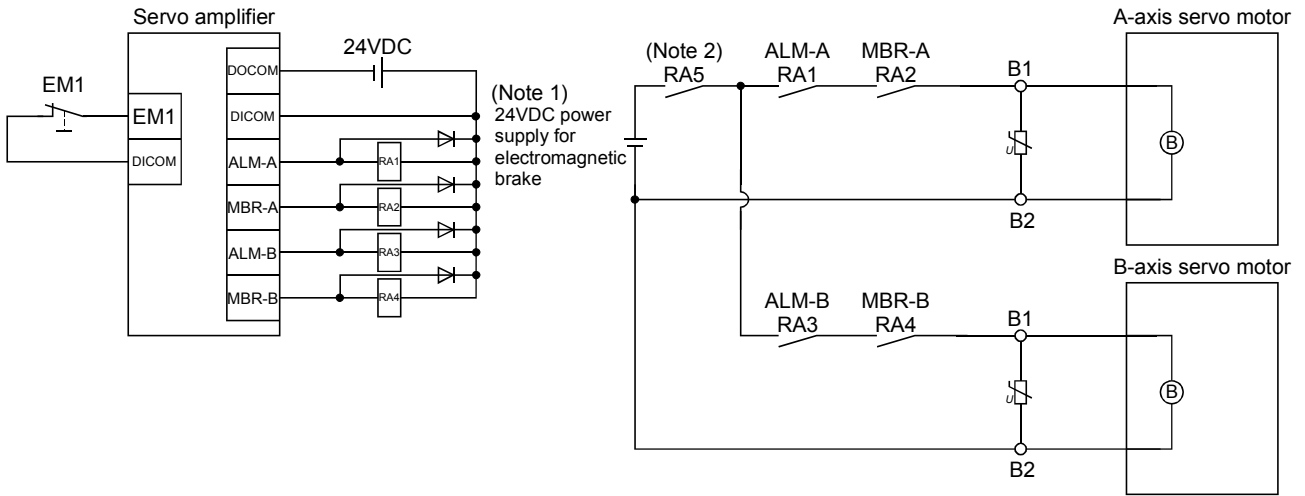 Servo amplifier
24VDC
DOCOM
EM1
EM1
DICOM
DICOM
ALM-A
RA1
MBR-A
RA2
ALM-B
RA3
MBR-B
RA4
(Note 1)
24VDC power
supply for
electromagnetic
brake
(Note 2)
RA5
ALM-A
RA1
MBR-A
RA2
B1
U
B2
A-axis servo motor
B
ALM-B
RA3
MBR-B
RA4
B1
U
B2
B-axis servo motor
B